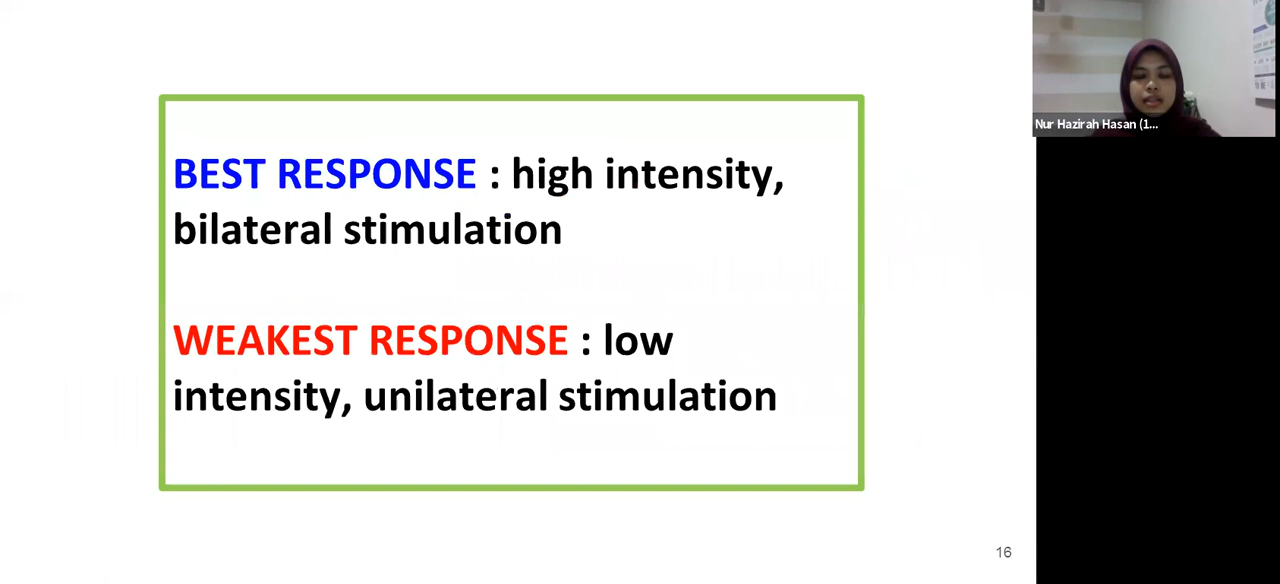 BEST RESPONSE : high intensity,
bilateral stimulation
WEAKEST RESPONSE : low
intensity, unilateral stimulation
16
Nur Hazirah Hasan (1...